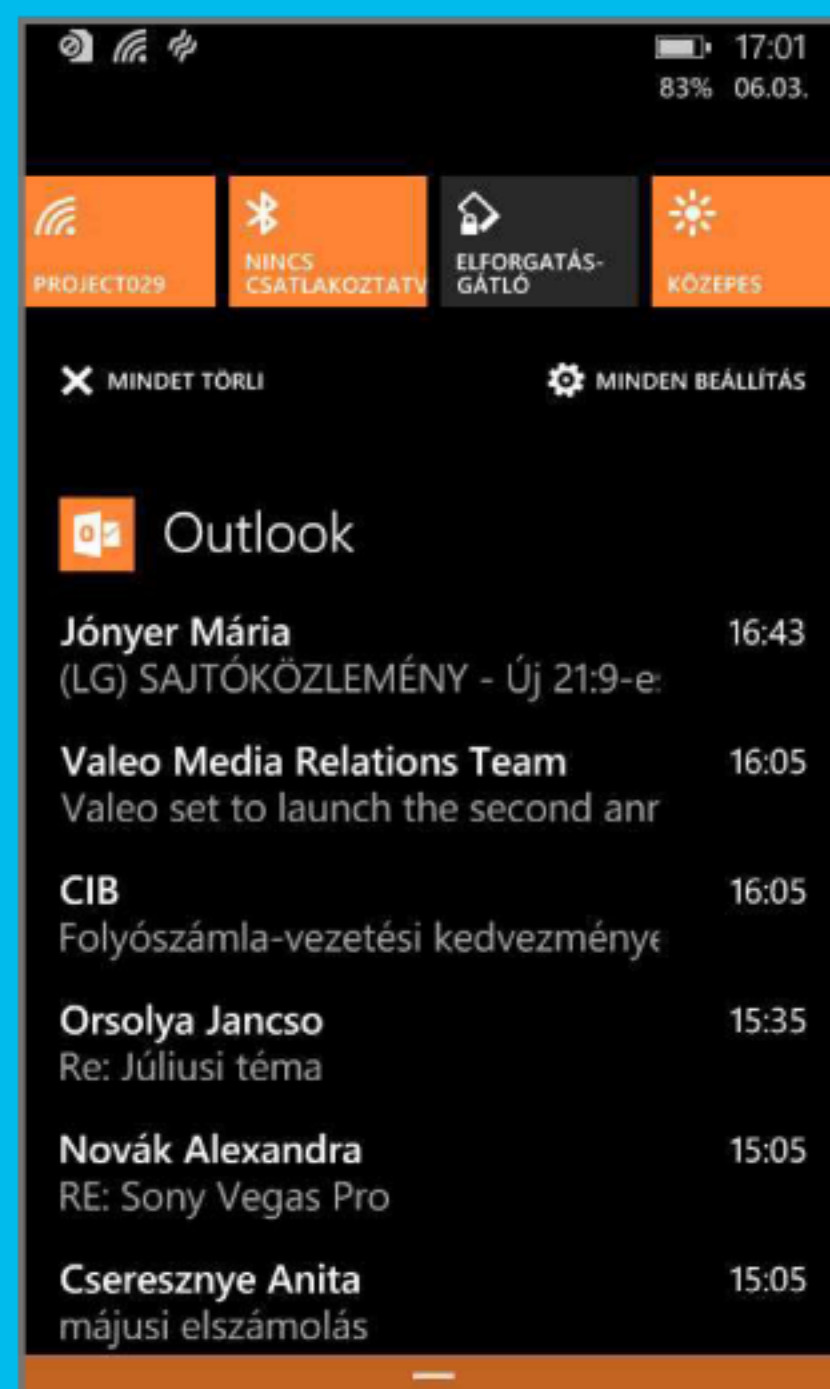 17:01
83% 06.03.
PROJECT029
NINCS
CSATLAKOZTATV
ELFORGATÁS-
GÁTLÓ
KÖZEPES
MINDET TÖRLI
MINDEN BEÁLLÍTÁS
Outlook
Jónyer Mária 16:43
(LG) SAJTÓKÖZLEMÉNY - Új 21:9-es
Valeo Media Relations Team 16:05
Valeo set to launch the second anr
CIB 16:05
Folyószámla-vezetési kedvezménye
Orsolya Jancso 15:35
Re: Júliusi téma
Novák Alexandra 15:05
RE: Sony Vegas Pro
Cseresznye Anita 15:05
májusi elszámolás